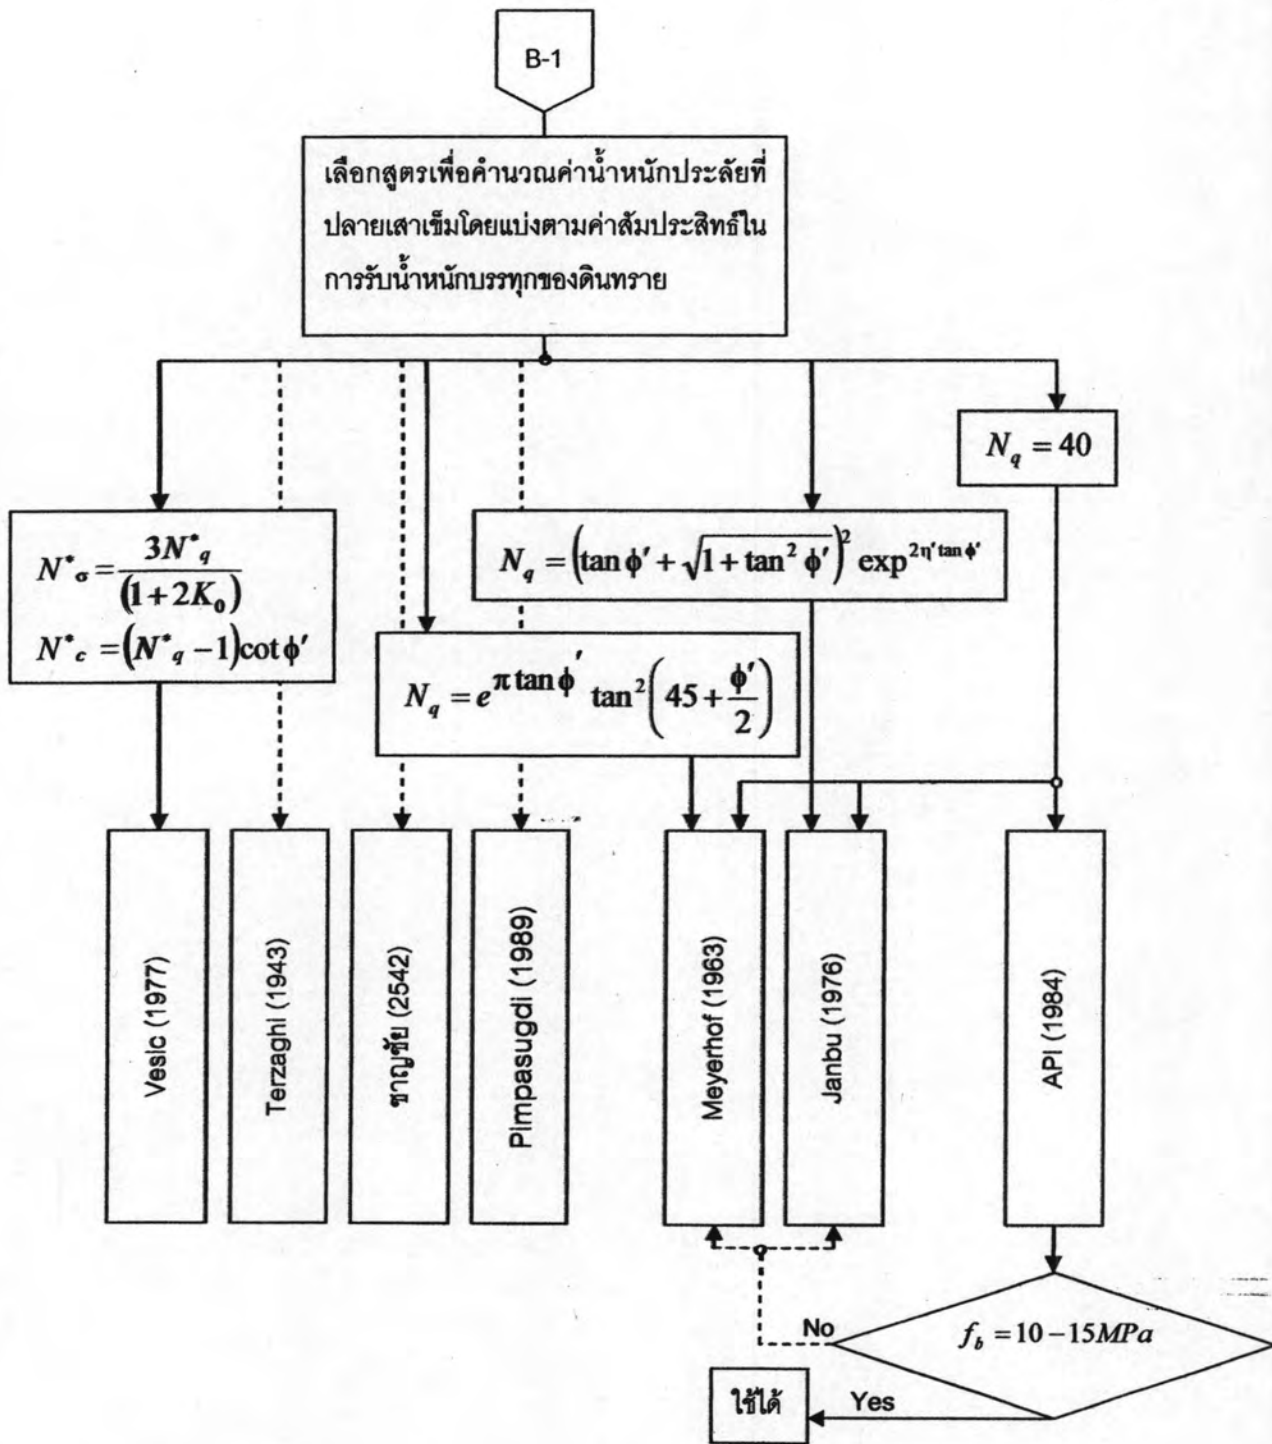 B-1
เลือกสูตรเพื่อคำนวณค่าน้ำหนักประลัยที่
ปลายเสาเข็มโดยแบ่งตามค่าสัมประสิทธ์ใน
การรับน้ำหนักบรรทุกของดินทราย
N_q = 40
N*_σ = 3N*_q / (1 + 2K_0)
N*_c = (N*_q − 1) cot ϕ′
N_q = (tan ϕ′ + √(1 + tan² ϕ′))² exp^(2η′ tan ϕ′)
N_q = e^(π tan ϕ′) tan²(45 + ϕ′/2)
Vesic (1977)
Terzaghi (1943)
ชาญชัย (2542)
Pimpasugdi (1989)
Meyerhof (1963)
Janbu (1976)
API (1984)
No
f_b = 10 − 15MPa
ใช้ได้
Yes